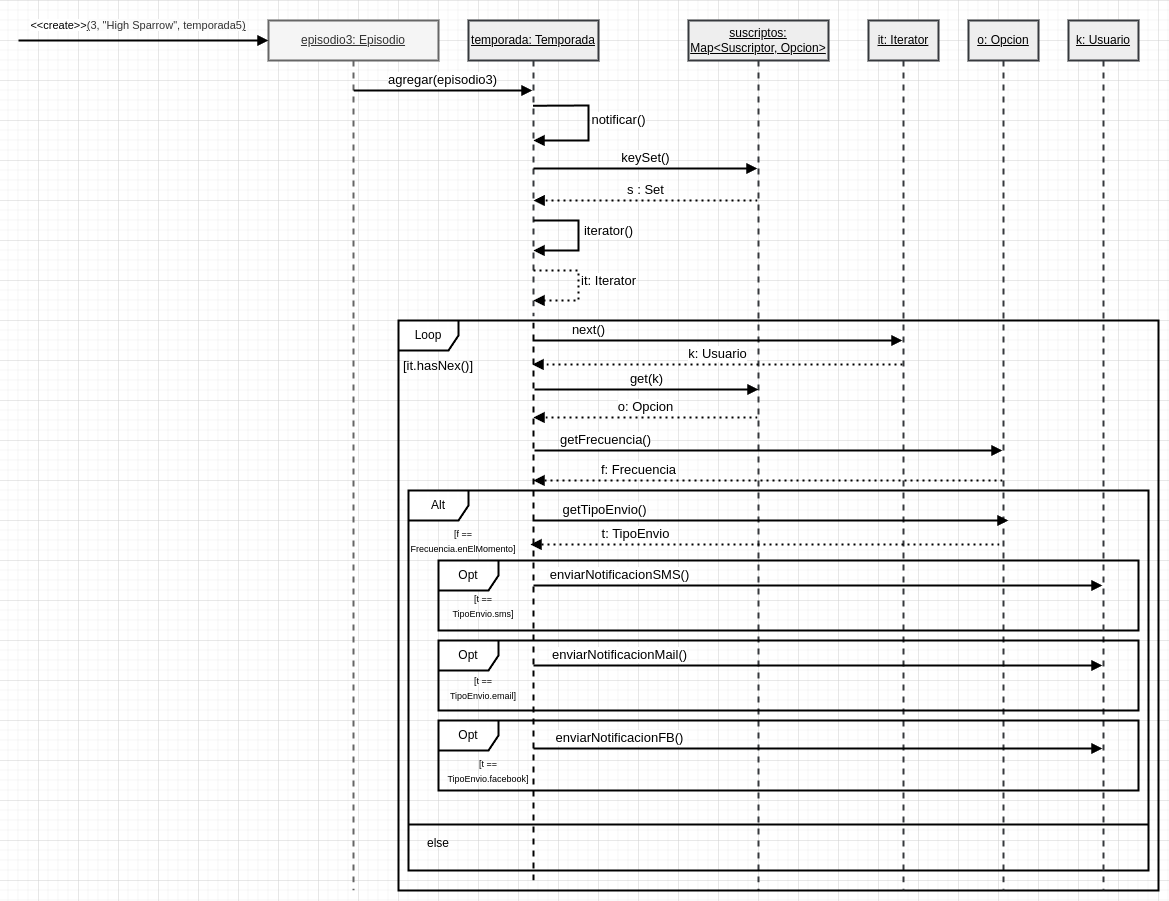 <<create>>(3, "High Sparrow", temporada5)
episodio3: Episodio
temporada: Temporada
suscriptos:
Map<Suscriptor, Opcion>
it: Iterator
o: Opcion
k: Usuario
agregar(episodio3)
notificar()
keySet()
s : Set
iterator()
it: Iterator
Loop
[it.hasNex()]
next()
k: Usuario
get(k)
o: Opcion
getFrecuencia()
f: Frecuencia
Alt
[f ==
Frecuencia.enElMomento]
getTipoEnvio()
t: TipoEnvio
Opt
[t ==
TipoEnvio.sms]
enviarNotificacionSMS()
Opt
[t ==
TipoEnvio.email]
enviarNotificacionMail()
Opt
[t ==
TipoEnvio.facebook]
enviarNotificacionFB()
else